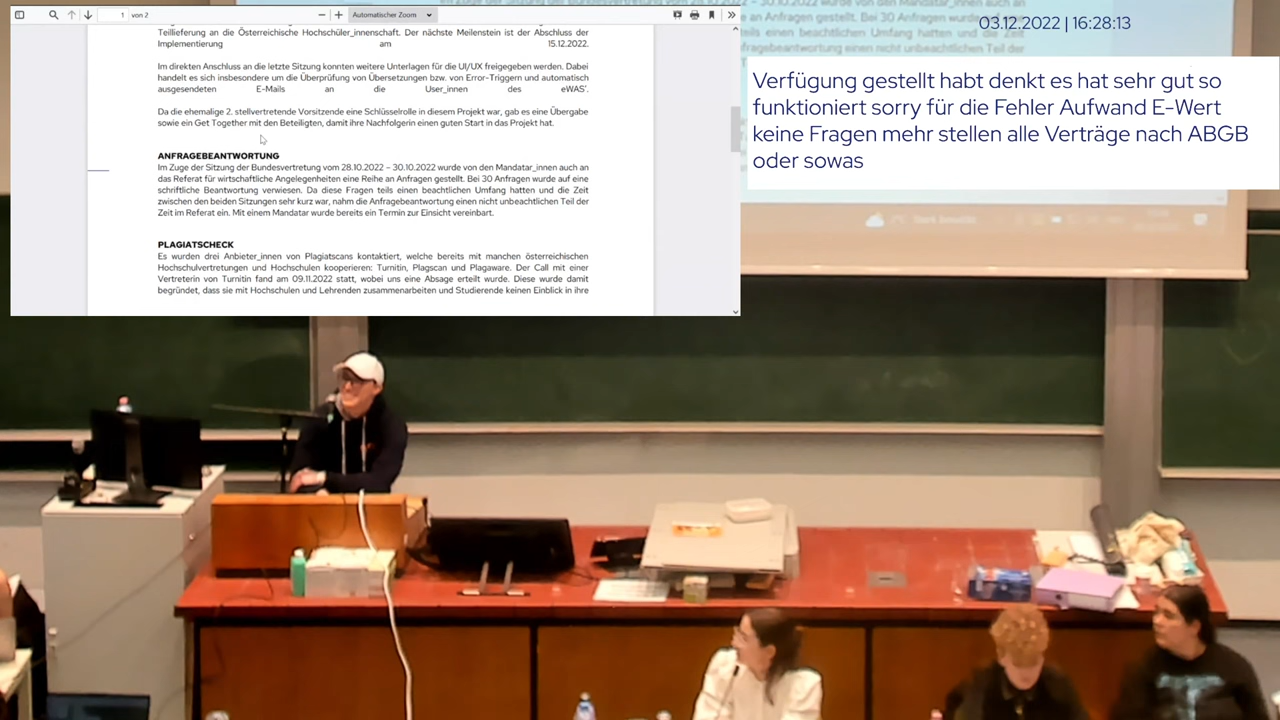 1 von 2
Automatischer Zoom
Teillieferung an die Österreichische Hochschüler_innenschaft. Der nächste Meilenstein ist der Abschluss der
Implementierung am 15.12.2022.
Im direkten Anschluss an die letzte Sitzung konnten weitere Unterlagen für die UI/UX freigegeben werden. Dabei
handelt es sich insbesondere um die Überprüfung von Übersetzungen bzw. von Error-Triggern und automatisch
ausgesendeten E-Mails an die User_innen des eWAS'.
Da die ehemalige 2. stellvertretende Vorsitzende eine Schlüsselrolle in diesem Projekt war, gab es eine Übergabe
sowie ein Get Together mit den Beteiligten, damit ihre Nachfolgerin einen guten Start in das Projekt hat.
ANFRAGEBEANTWORTUNG
Im Zuge der Sitzung der Bundesvertretung vom 28.10.2022 – 30.10.2022 wurde von den Mandatar_innen auch an
das Referat für wirtschaftliche Angelegenheiten eine Reihe an Anfragen gestellt. Bei 30 Anfragen wurde auf eine
schriftliche Beantwortung verwiesen. Da diese Fragen teils einen beachtlichen Umfang hatten und die Zeit
zwischen den beiden Sitzungen sehr kurz war, nahm die Anfragebeantwortung einen nicht unbeachtlichen Teil der
Zeit im Referat ein. Mit einem Mandatar wurde bereits ein Termin zur Einsicht vereinbart.
PLAGIATSCHECK
Es wurden drei Anbieter_innen von Plagiatscans kontaktiert, welche bereits mit manchen österreichischen
Hochschulvertretungen und Hochschulen kooperieren: Turnitin, Plagscan und Plagaware. Der Call mit einer
Vertreterin von Turnitin fand am 09.11.2022 statt, wobei uns eine Absage erteilt wurde. Diese wurde damit
begründet, dass sie mit Hochschulen und Lehrenden zusammenarbeiten und Studierende keinen Einblick in ihre
03.12.2022 | 16:28:13
Verfügung gestellt habt denkt es hat sehr gut so
funktioniert sorry für die Fehler Aufwand E-Wert
keine Fragen mehr stellen alle Verträge nach ABGB
oder sowas